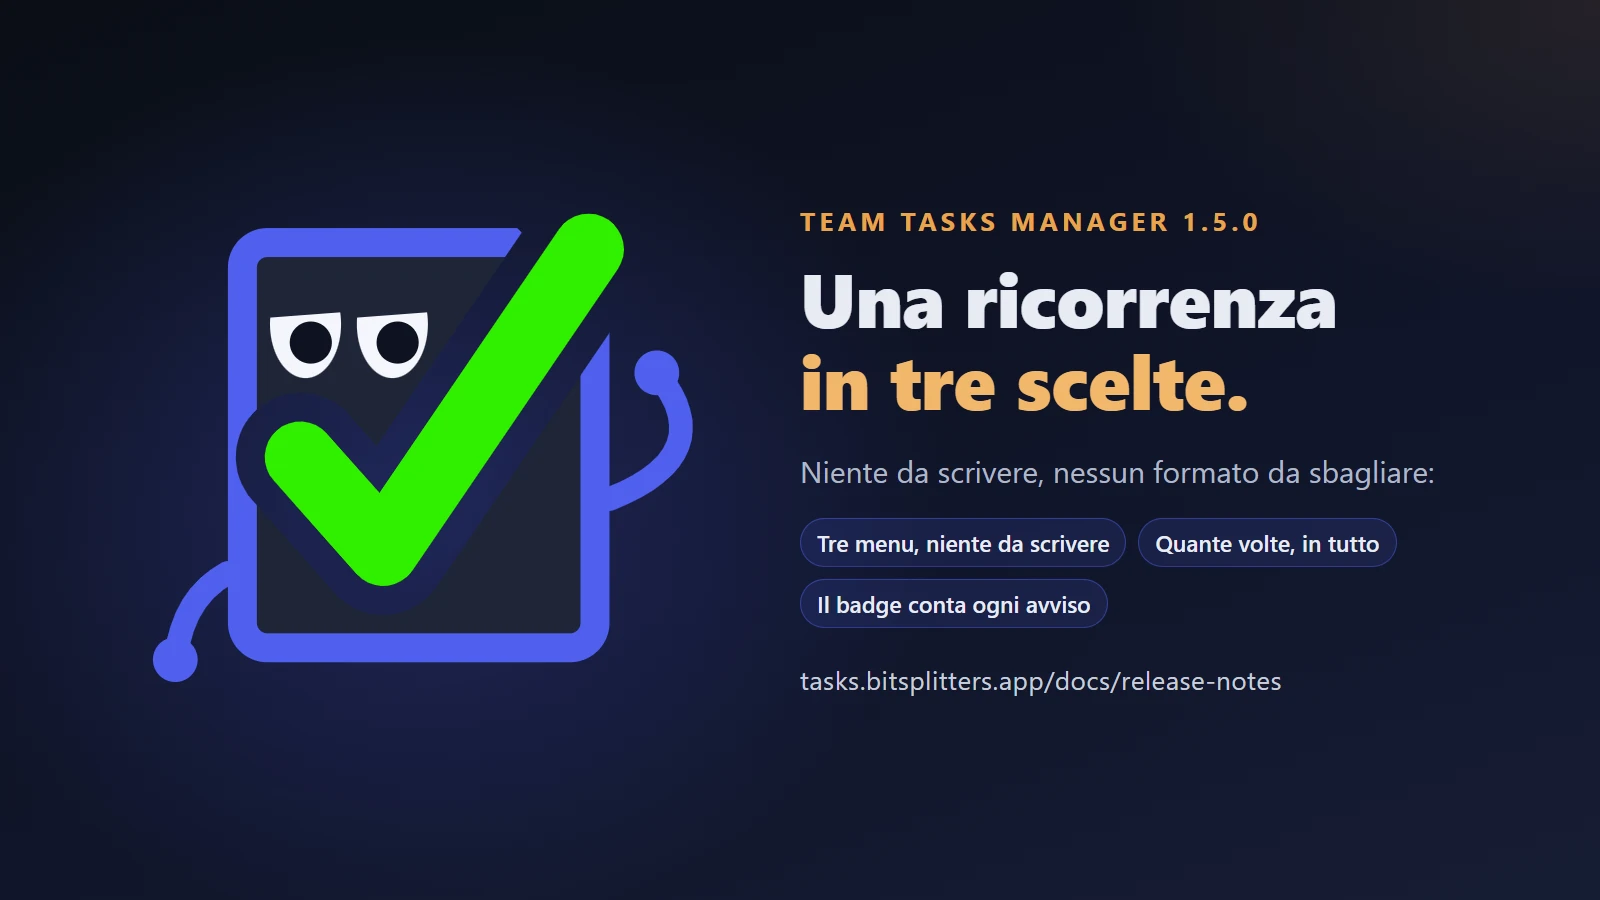 TEAM TASKS MANAGER 1.5.0
Una ricorrenza
in tre scelte.
Niente da scrivere, nessun formato da sbagliare:
Tre menu, niente da scrivere
Quante volte, in tutto
Il badge conta ogni avviso
tasks.bitsplitters.app/docs/release-notes